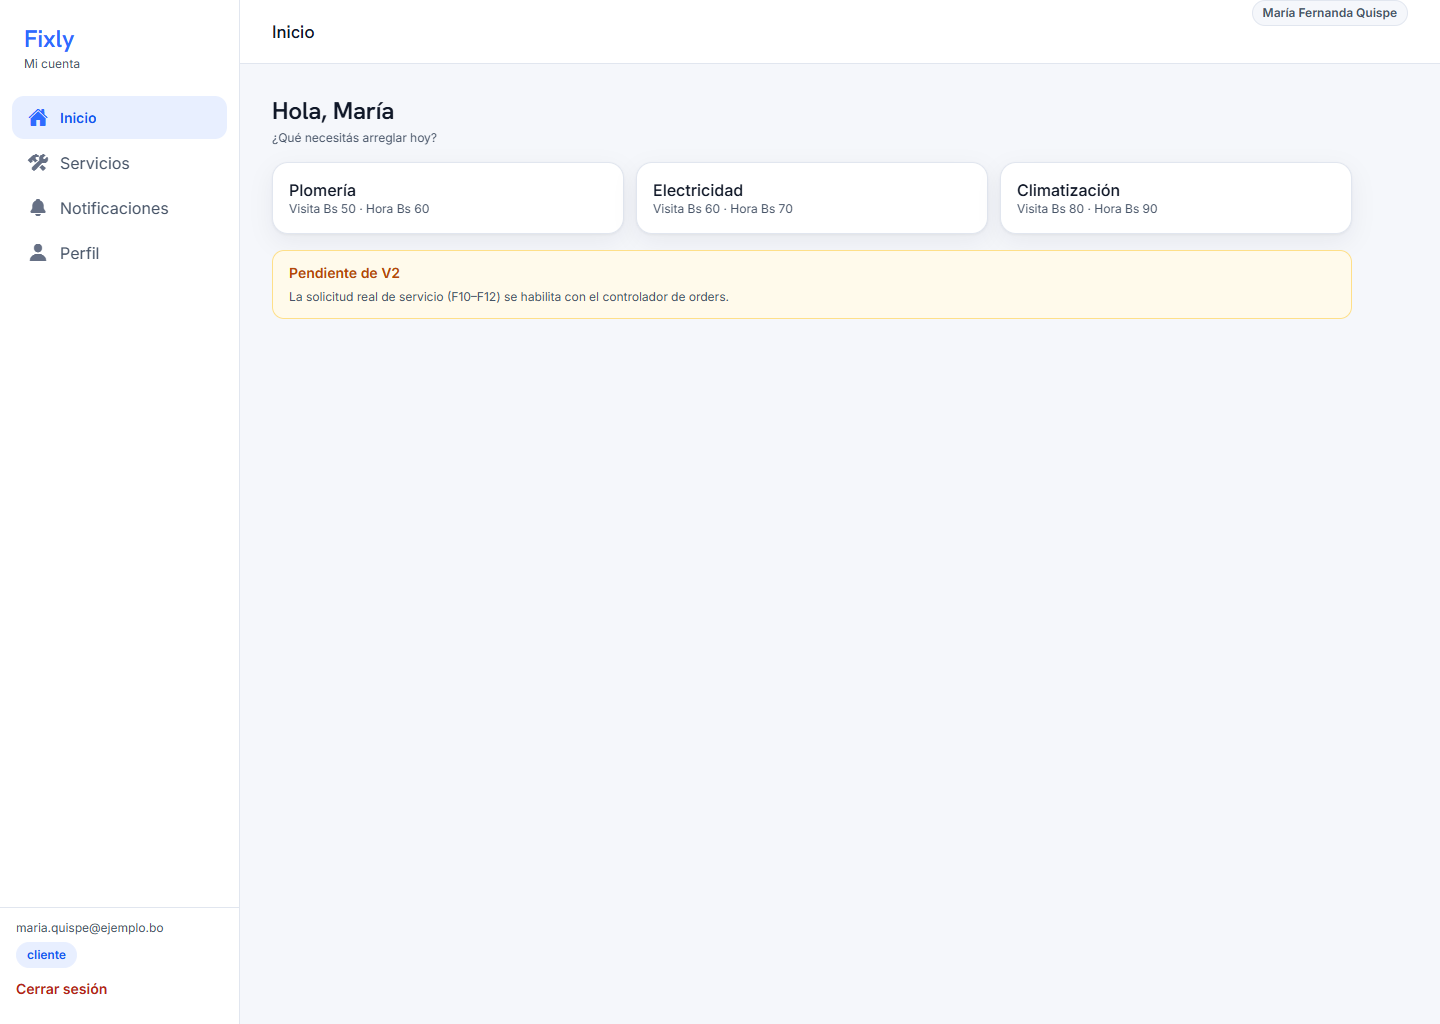 Fixly
Mi cuenta
Inicio
Servicios
Notificaciones
Perfil
maria.quispe@ejemplo.bo
cliente
Cerrar sesión
Inicio
María Fernanda Quispe
Hola, María
¿Qué necesitás arreglar hoy?
Plomería
Visita Bs 50 · Hora Bs 60
Electricidad
Visita Bs 60 · Hora Bs 70
Climatización
Visita Bs 80 · Hora Bs 90
Pendiente de V2
La solicitud real de servicio (F10–F12) se habilita con el controlador de orders.